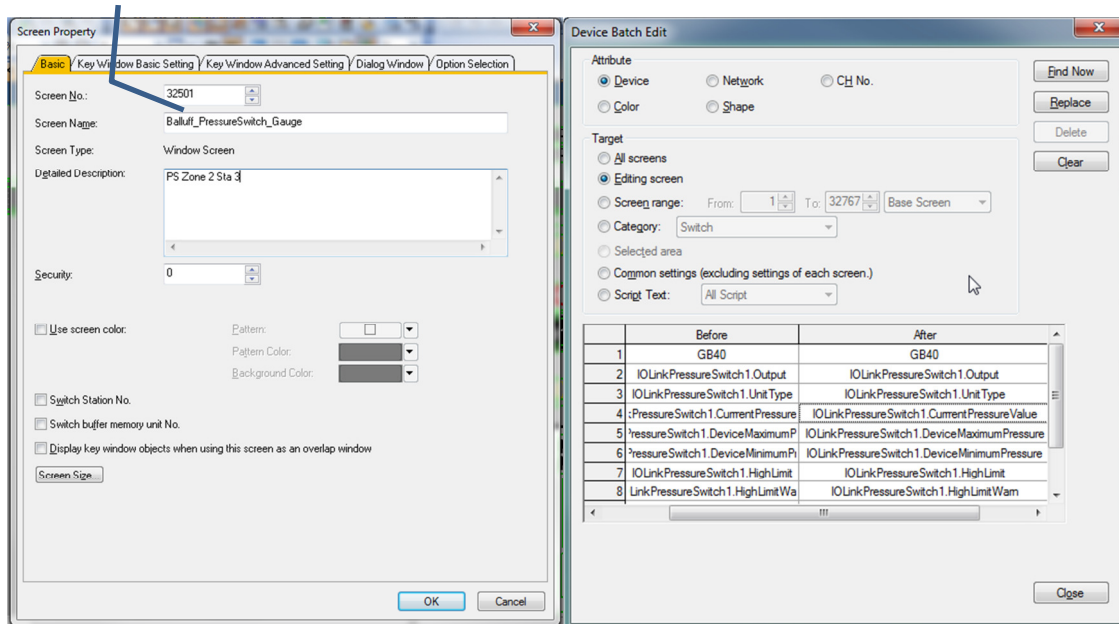 Screen Property
Basic Key Window Basic Setting Key Window Advanced Setting Dialog Window Option Selection
Screen No.: 32501
Screen Name: Balluff_PressureSwitch_Gauge
Screen Type: Window Screen
Detailed Description: PS Zone 2 Sta 3
Security: 0
Use screen color: Pattern:
Pattern Color:
Background Color:
Switch Station No.
Switch buffer memory unit No.
Display key window objects when using this screen as an overlap window
Screen Size...
OK Cancel
Device Batch Edit
Attribute
Device Network CH No.
Color Shape
Find Now
Replace
Delete
Clear
Target
All screens
Editing screen
Screen range: From: 1 To: 32767 Base Screen
Category: Switch
Selected area
Common settings (excluding settings of each screen.)
Script Text: All Script
Before After
1 GB40 GB40
2 IOLinkPressureSwitch1.Output IOLinkPressureSwitch1.Output
3 IOLinkPressureSwitch1.UnitType IOLinkPressureSwitch1.UnitType
4 :PressureSwitch1.CurrentPressure IOLinkPressureSwitch1.CurrentPressureValue
5 ressureSwitch1.DeviceMaximumP IOLinkPressureSwitch1.DeviceMaximumPressure
6 ressureSwitch1.DeviceMinimumP IOLinkPressureSwitch1.DeviceMinimumPressure
7 IOLinkPressureSwitch1.HighLimit IOLinkPressureSwitch1.HighLimit
8 LinkPressureSwitch1.HighLimitWa IOLinkPressureSwitch1.HighLimitWarn
Close